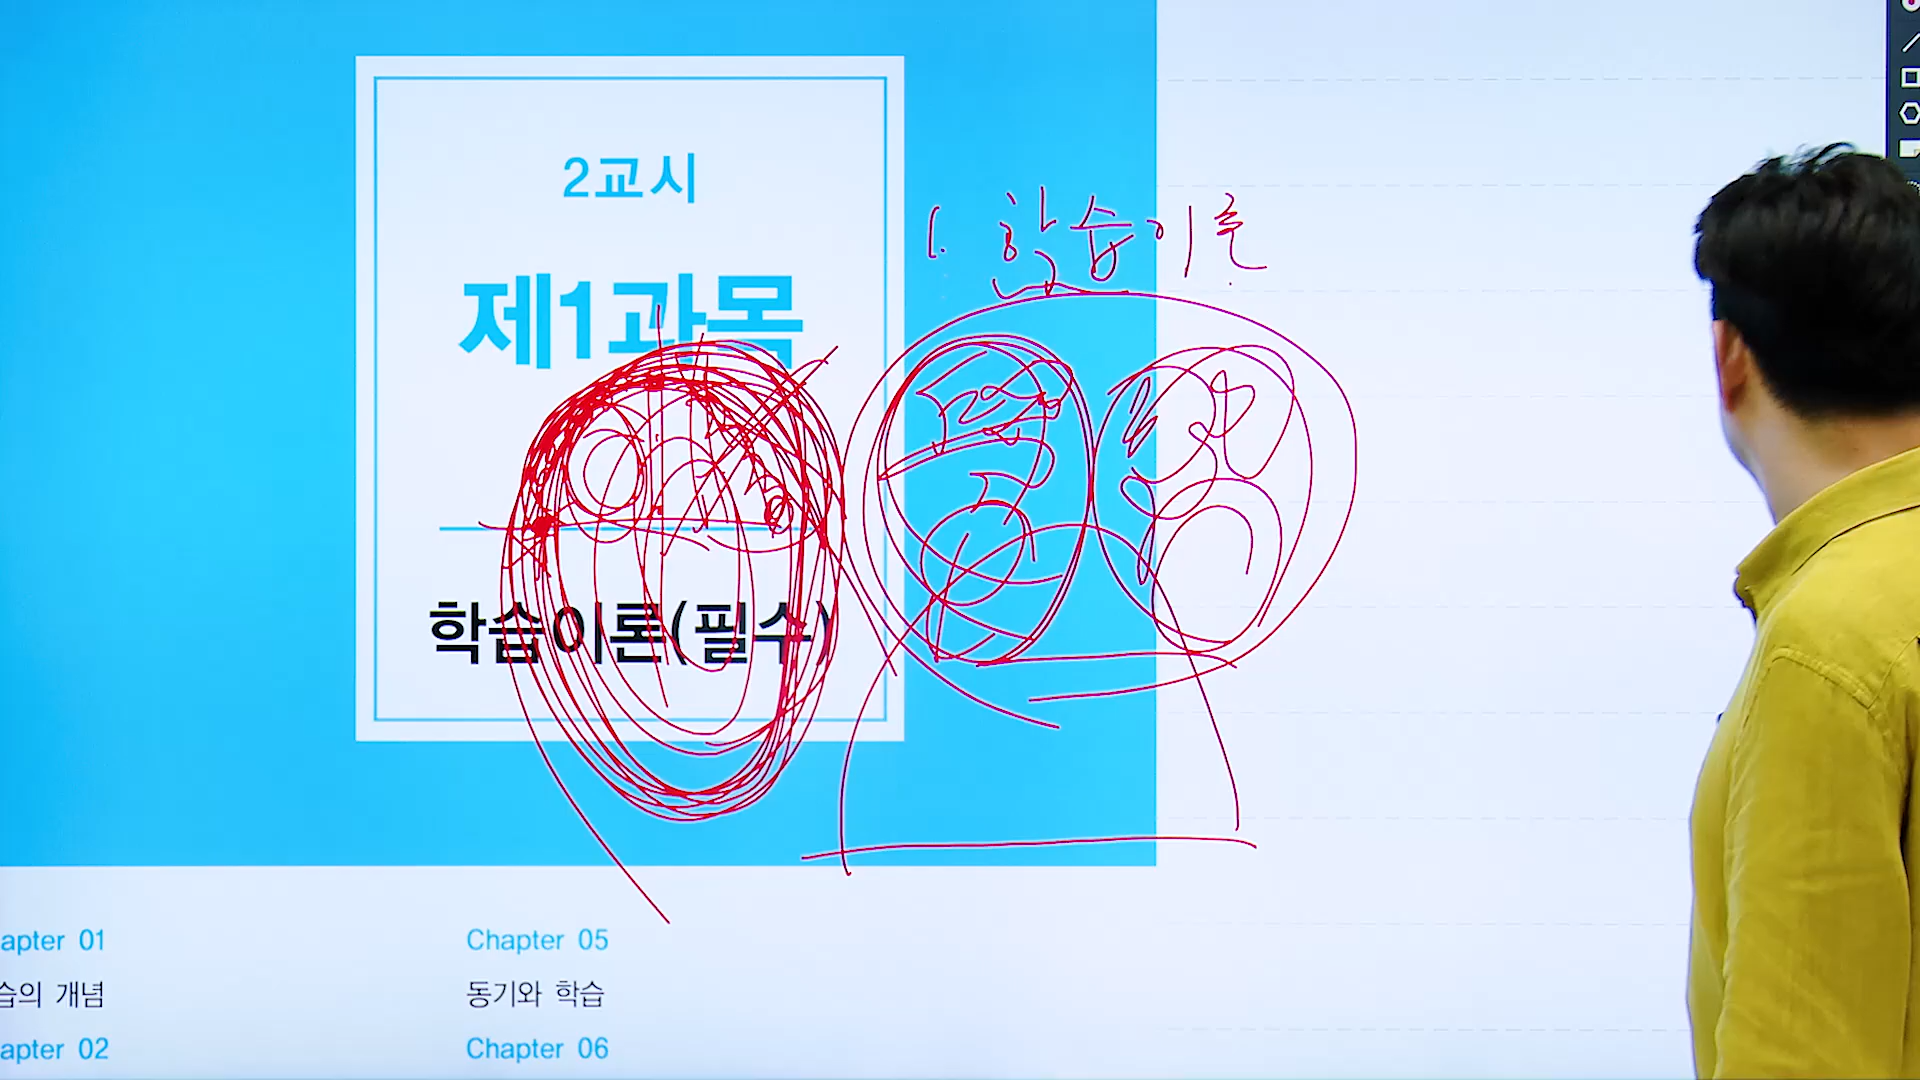 2교시
제1과목
1. 학습이론
학습이론(필수)
apter 01
습의 개념
apter 02
Chapter 05
동기와 학습
Chapter 06